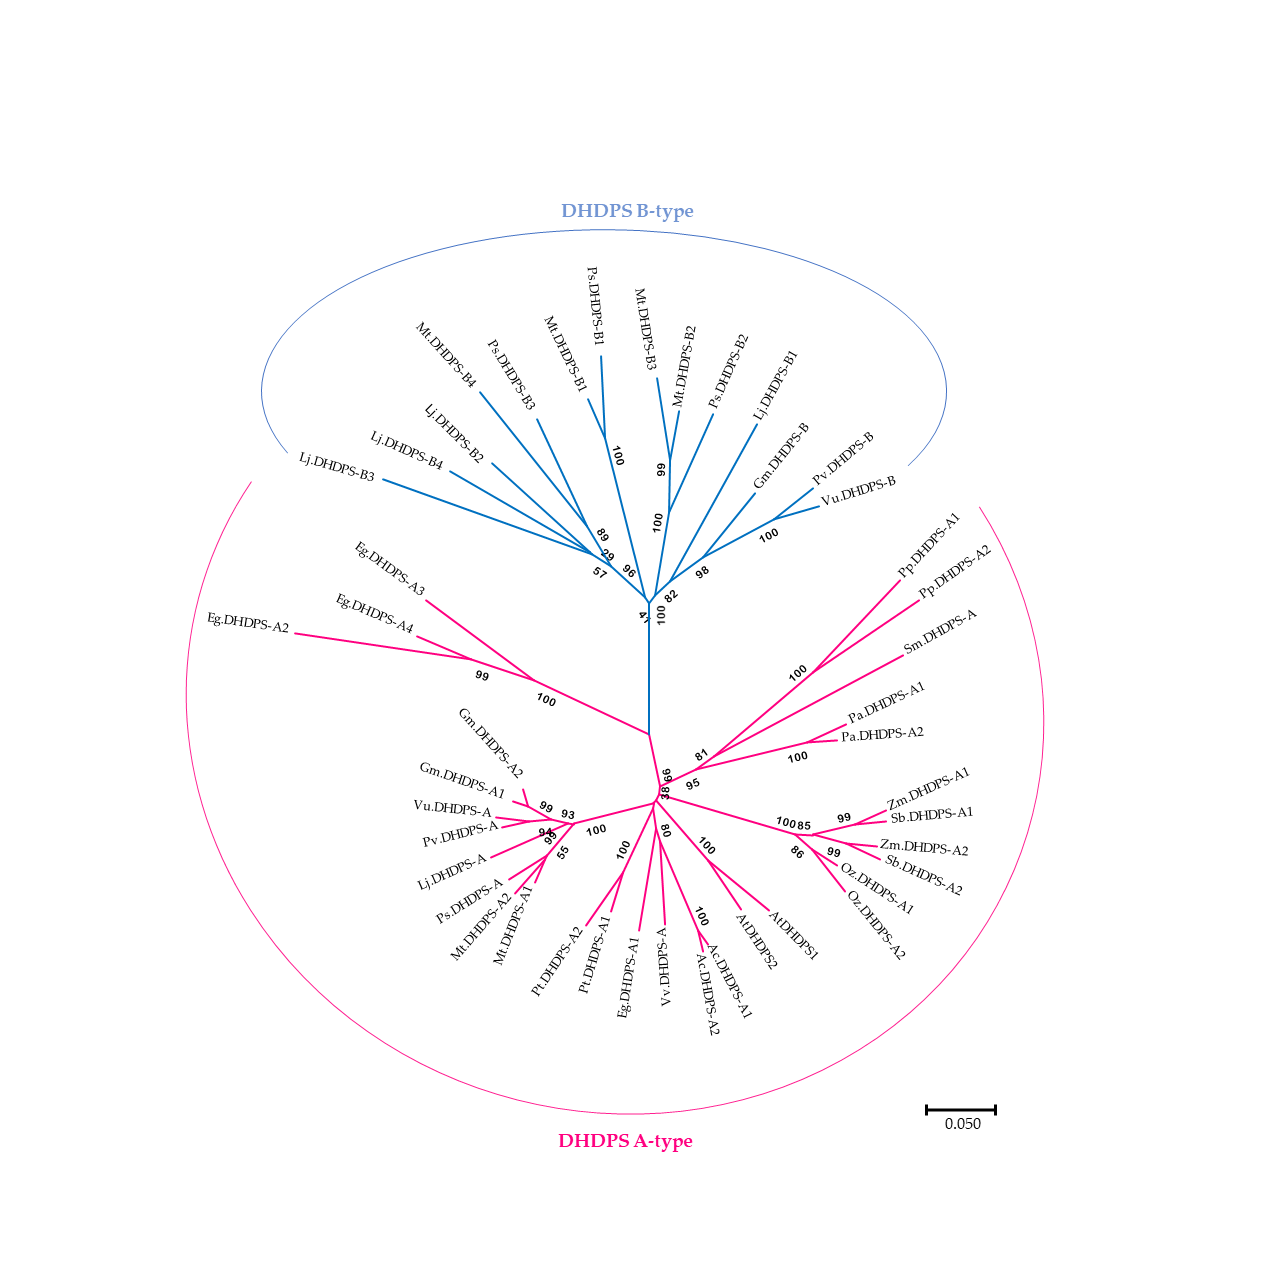 DHDPS B-type
Ps.DHDPS-B1
Mt.DHDPS-B3
Mt.DHDPS-B1
Mt.DHDPS-B2
Ps.DHDPS-B2
Mt.DHDPS-B4
Ps.DHDPS-B3
Lj.DHDPS-B1
Lj.DHDPS-B2
Gm.DHDPS-B
Lj.DHDPS-B4
Pv.DHDPS-B
Lj.DHDPS-B3
Vu.DHDPS-B
100
99
100
100
89
29
96
57
98
82
47
100
Pp.DHDPS-A1
Pp.DHDPS-A2
Eg.DHDPS-A3
Eg.DHDPS-A4
Eg.DHDPS-A2
Sm.DHDPS-A
99
100
100
Pa.DHDPS-A1
Pa.DHDPS-A2
81
100
95
99
38
Gm.DHDPS-A2
Gm.DHDPS-A1
Vu.DHDPS-A
Pv.DHDPS-A
Lj.DHDPS-A
Ps.DHDPS-A
Mt.DHDPS-A2
Mt.DHDPS-A1
99
93
94
99
55
100
Zm.DHDPS-A1
Sb.DHDPS-A1
Zm.DHDPS-A2
Sb.DHDPS-A2
Oz.DHDPS-A1
Oz.DHDPS-A2
100
85
99
99
86
80
100
100
100
Pt.DHDPS-A2
Pt.DHDPS-A1
Eg.DHDPS-A1
Vv.DHDPS-A
Ac.DHDPS-A2
Ac.DHDPS-A1
AtDHDPS2
AtDHDPS1
0.050
DHDPS A-type